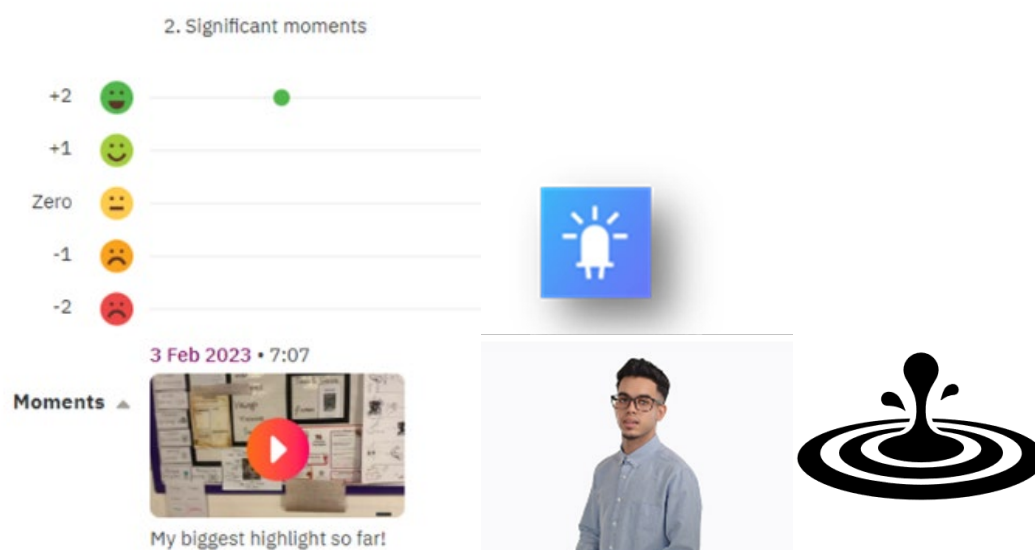 2. Significant moments
+2
+1
Zero
-1
-2
3 Feb 2023 • 7:07
Moments
My biggest highlight so far!